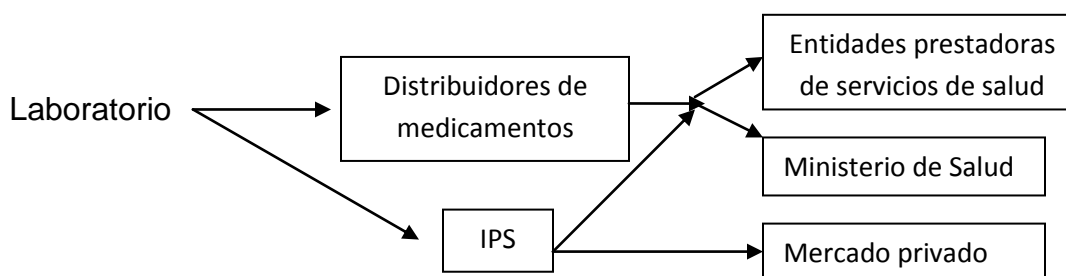 Laboratorio
Distribuidores de
medicamentos
IPS
Entidades prestadoras
de servicios de salud
Ministerio de Salud
Mercado privado